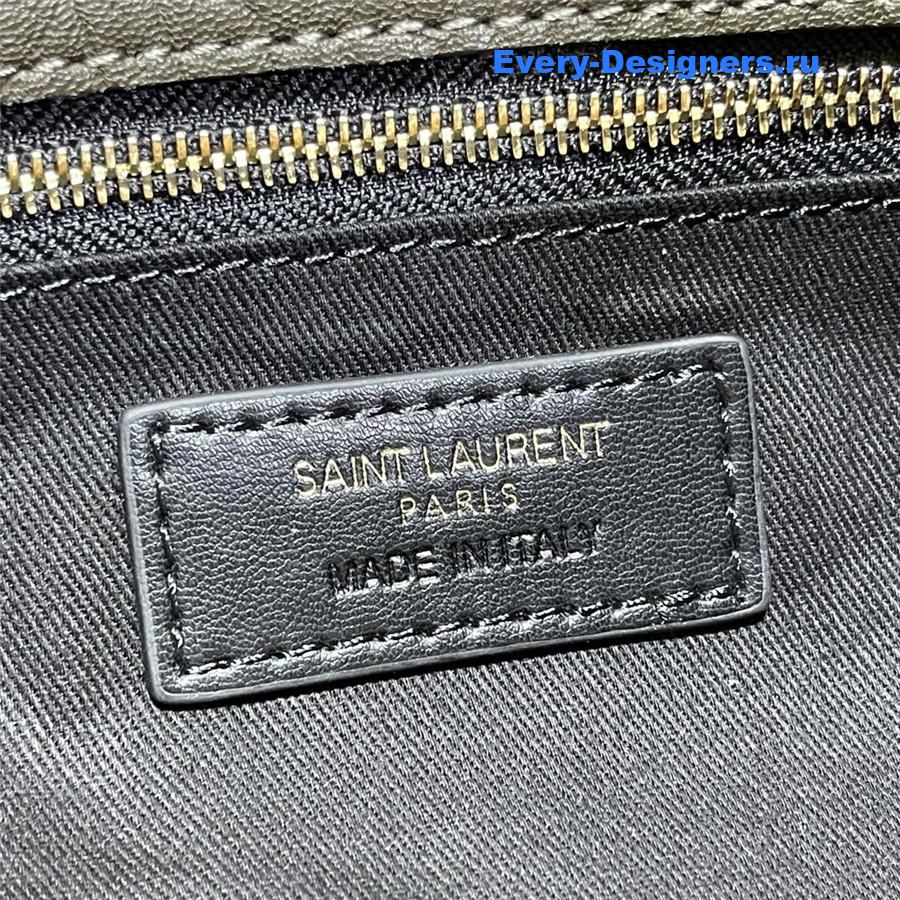 Every-Designers.ru
SAINT LAURENT
PARIS
MADE IN ITALY